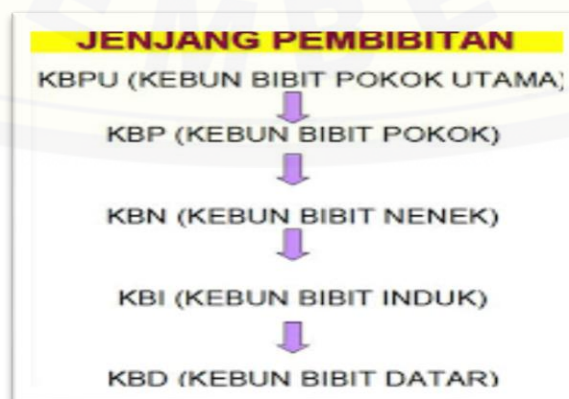 JENJANG PEMBIBITAN
KBPU (KEBUN BIBIT POKOK UTAMA)
KBP (KEBUN BIBIT POKOK)
KBN (KEBUN BIBIT NENEK)
KBI (KEBUN BIBIT INDUK)
KBD (KEBUN BIBIT DATAR)